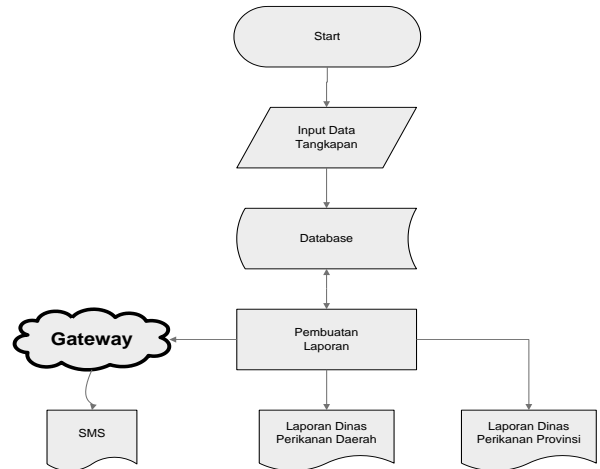 Start
Input Data
Tangkapan
Database
Gateway
Pembuatan
Laporan
SMS
Laporan Dinas
Perikanan Daerah
Laporan Dinas
Perikanan Provinsi